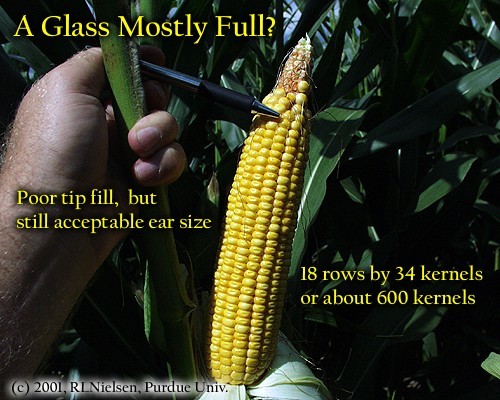 A Glass Mostly Full?
Poor tip fill, but
still acceptable ear size
18 rows by 34 kernels
or about 600 kernels
(c) 2001, RLNielsen, Purdue Univ.